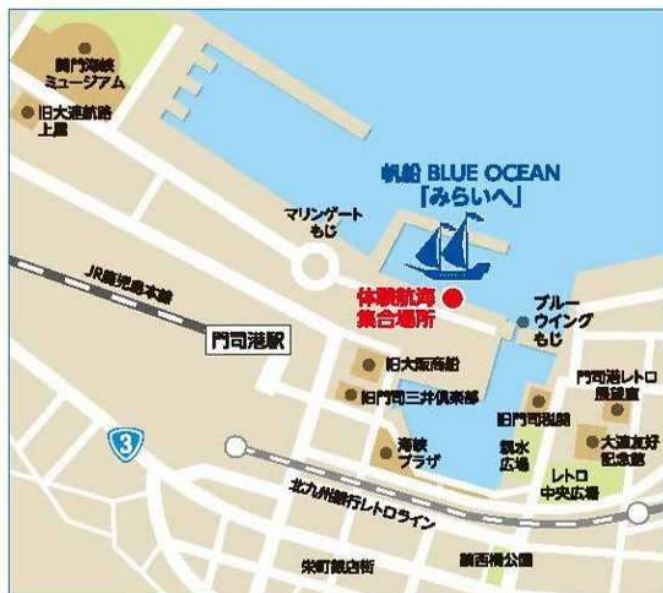 関門海峡
ミュージアム
旧大連航路
上屋
帆船 BLUE OCEAN
「みらいへ」
マリンゲート
もじ
JR鹿児島本線
体験航海
集合場所
ブルー
ウイング
もじ
門司港駅
旧大阪商船
旧門司三井倶楽部
門司港レトロ
展望室
旧門司税関
3
海峡
プラザ
親水
広場
大連友好
記念館
レトロ
中央広場
北九州銀行レトロライン
栄町銀店街
鎮西橋公園